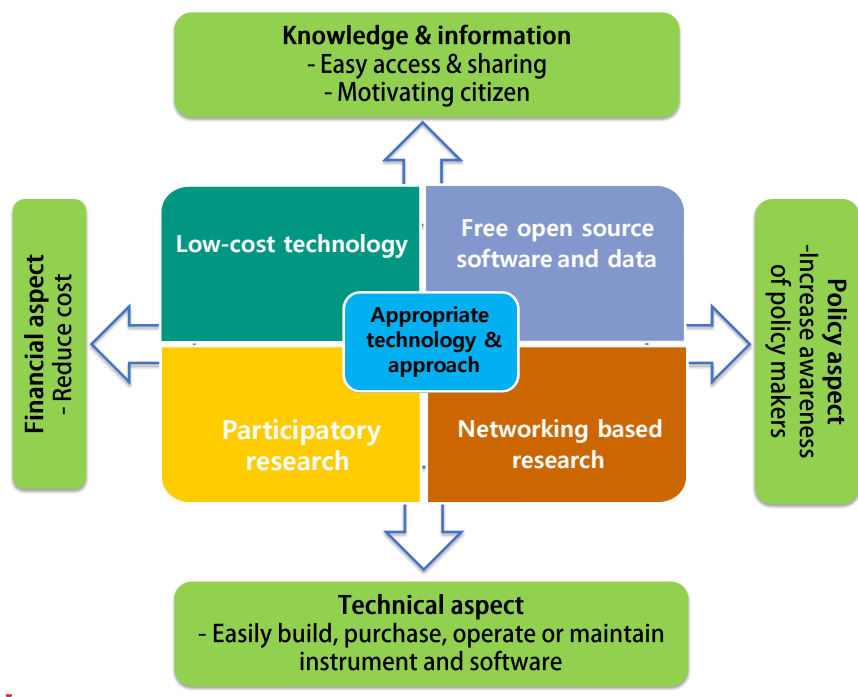 Knowledge & information
- Easy access & sharing
- Motivating citizen
Financial aspect
- Reduce cost
Low-cost technology
Free open source
software and data
Appropriate
technology &
approach
Participatory
research
Networking based
research
Policy aspect
-Increase awareness
of policy makers
Technical aspect
- Easily build, purchase, operate or maintain
instrument and software